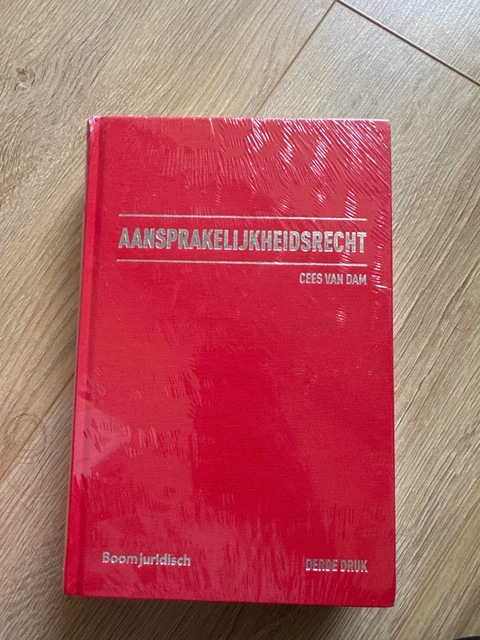 AANSPRAKELIJKHEIDSRECHT
CEES VAN DAM
Boom juridisch
DERDE DRUK